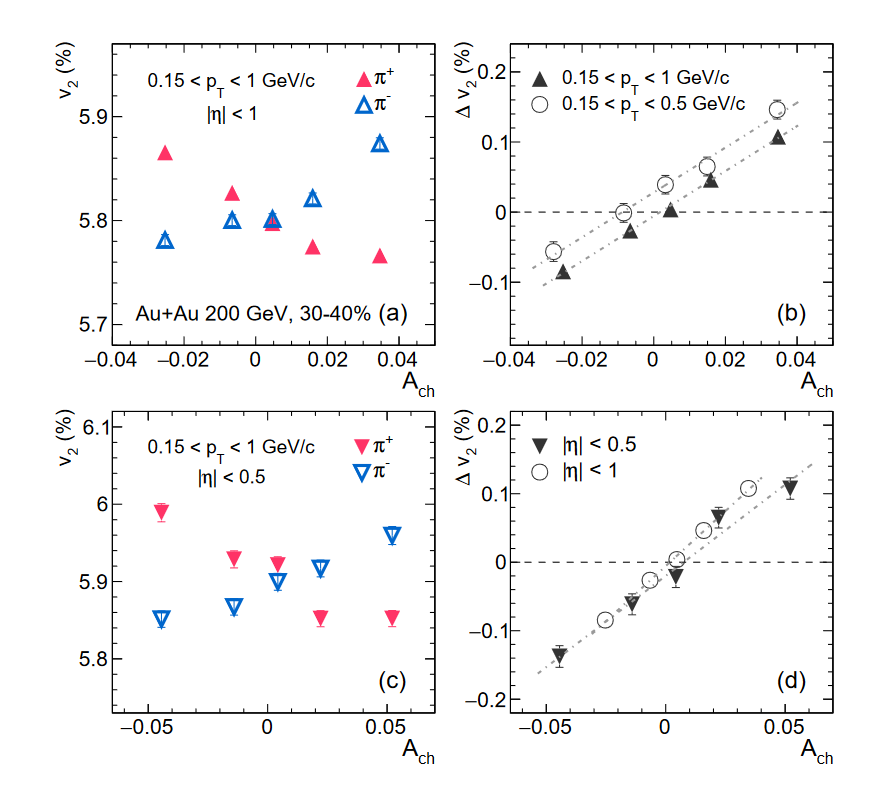 v2 (%)
0.15 < pT < 1 GeV/c
|η| < 1
π+
π-
5.9
5.8
5.7
Au+Au 200 GeV, 30-40% (a)
−0.04 −0.02 0 0.02 0.04
Ach
Δ v2 (%)
0.15 < pT < 1 GeV/c
0.15 < pT < 0.5 GeV/c
0.2
0.1
0
−0.1
(b)
−0.04 −0.02 0 0.02 0.04
Ach
v2 (%)
0.15 < pT < 1 GeV/c
|η| < 0.5
π+
π-
6.1
6
5.9
5.8
(c)
−0.05 0 0.05
Ach
Δ v2 (%)
|η| < 0.5
|η| < 1
0.2
0.1
0
−0.1
−0.2
(d)
−0.05 0 0.05
Ach